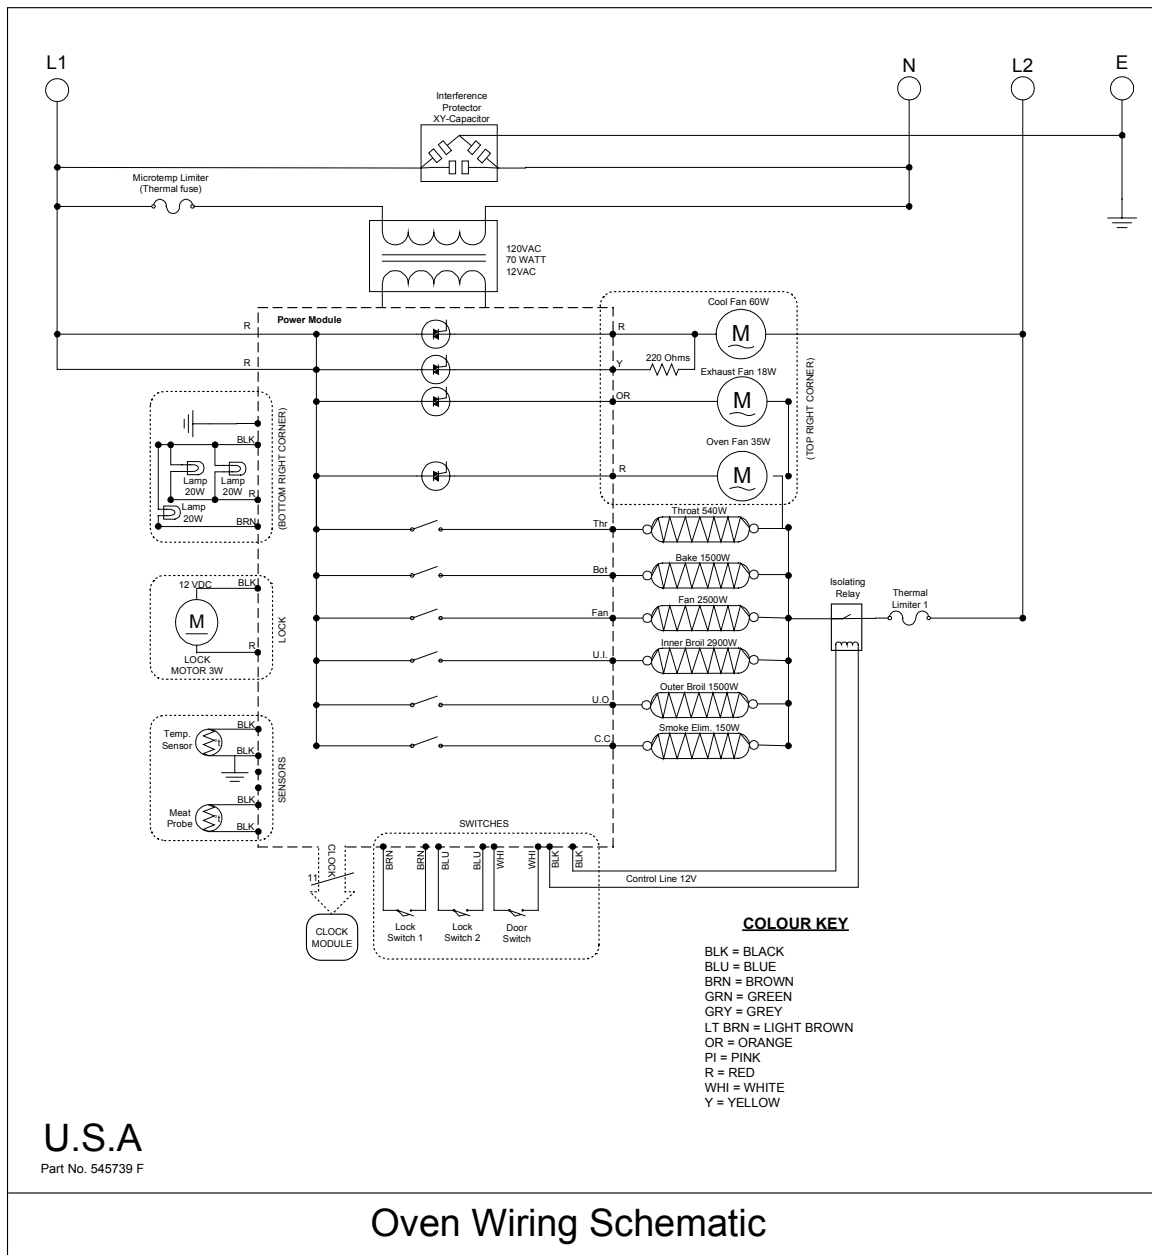 L1
N
L2
E
Interference
Protector
XY-Capacitor
Microtemp Limiter
(Thermal fuse)
120VAC
70 WATT
12VAC
Power Module
R
R
R
Y
OR
R
220 Ohms
Cool Fan 60W
M
Exhaust Fan 18W
M
Oven Fan 35W
M
(TOP RIGHT CORNER)
BLK
R
BRN
Lamp
20W
Lamp
20W
Lamp
20W
(BOTTOM RIGHT CORNER)
Thr
Throat 540W
Bot
Bake 1500W
Fan
Fan 2500W
U.I.
Inner Broil 2900W
U.O
Outer Broil 1500W
C.C.
Smoke Elim. 150W
Isolating
Relay
Thermal
Limiter 1
12 VDC
BLK
M
R
LOCK
MOTOR 3W
LOCK
Temp.
Sensor
t
BLK
BLK
Meat
Probe
t
BLK
BLK
SENSORS
SWITCHES
CLOCK
11
CLOCK
MODULE
BRN
BRN
BLU
BLU
WHI
WHI
BLK
BLK
Lock
Switch 1
Lock
Switch 2
Door
Switch
Control Line 12V
COLOUR KEY
BLK = BLACK
BLU = BLUE
BRN = BROWN
GRN = GREEN
GRY = GREY
LT BRN = LIGHT BROWN
OR = ORANGE
PI = PINK
R = RED
WHI = WHITE
Y = YELLOW
U.S.A
Part No. 545739 F
Oven Wiring Schematic